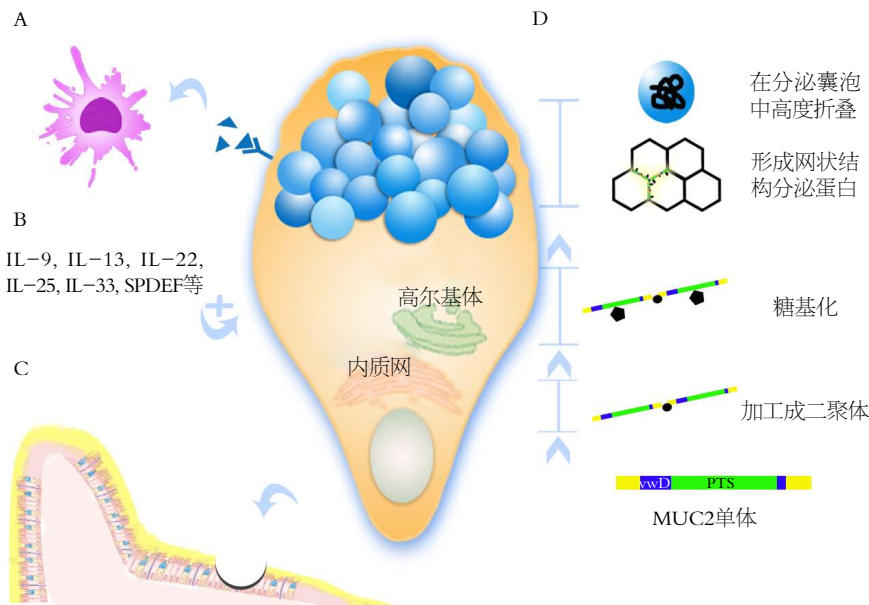 A
D
在分泌囊泡
中高度折叠
形成网状结
构分泌蛋白
B
IL-9, IL-13, IL-22,
IL-25, IL-33, SPDEF等
高尔基体
糖基化
内质网
C
加工成二聚体
vwD
PTS
MUC2单体